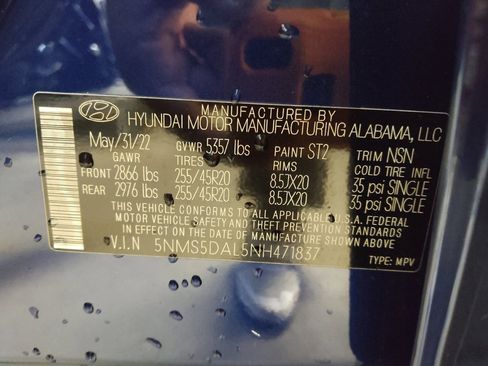 MANUFACTURED BY
HYUNDAI MOTOR MANUFACTURING ALABAMA, LLC
May/31/22 GVWR 5357 lbs PAINT ST2 TRIM NSN
GAWR TIRES RIMS COLD TIRE INFL
FRONT 2866 lbs 255/45R20 8.5JX20 35 psi SINGLE
REAR 2976 lbs 255/45R20 8.5JX20 35 psi SINGLE
THIS VEHICLE CONFORMS TO ALL APPLICABLE U.S.A. FEDERAL
MOTOR VEHICLE SAFETY AND THEFT PREVENTION STANDARDS
IN EFFECT ON THE DATE OF MANUFACTURE SHOWN ABOVE.
V.I.N 5NMS5DAL5NH471837
TYPE: MPV